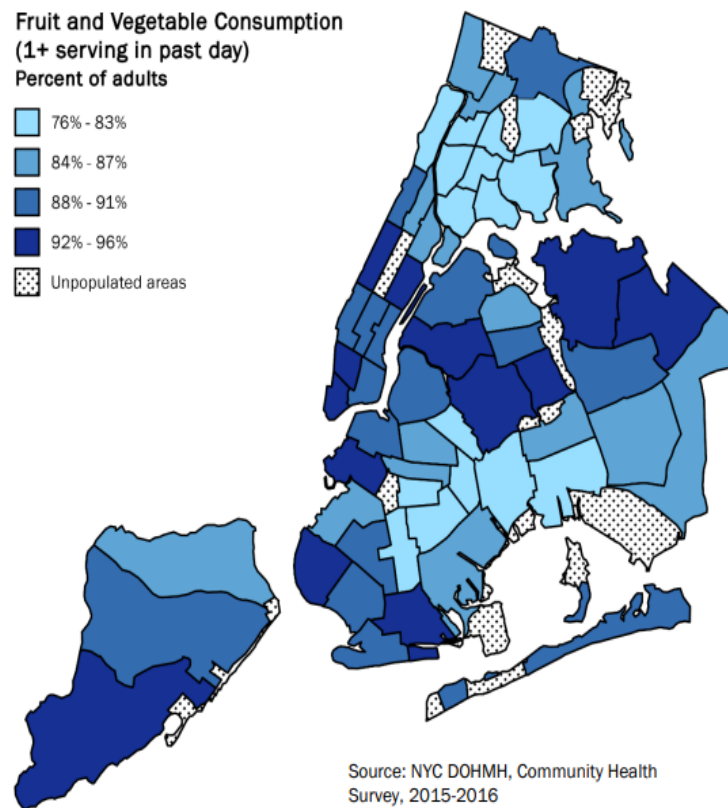 Fruit and Vegetable Consumption
(1+ serving in past day)
Percent of adults
76% - 83%
84% - 87%
88% - 91%
92% - 96%
Unpopulated areas
Source: NYC DOHMH, Community Health
Survey, 2015-2016